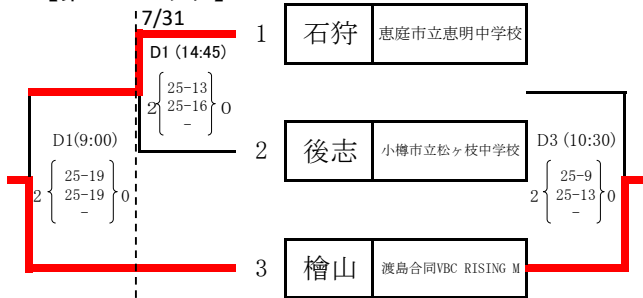 7/31
D1 (14:45)
25-13
25-16
-
2
0
1
石狩
恵庭市立恵明中学校
D1(9:00)
25-19
25-19
-
2
0
2
後志
小樽市立松ヶ枝中学校
D3 (10:30)
25-9
25-13
-
2
0
3
檜山
渡島合同VBC RISING M